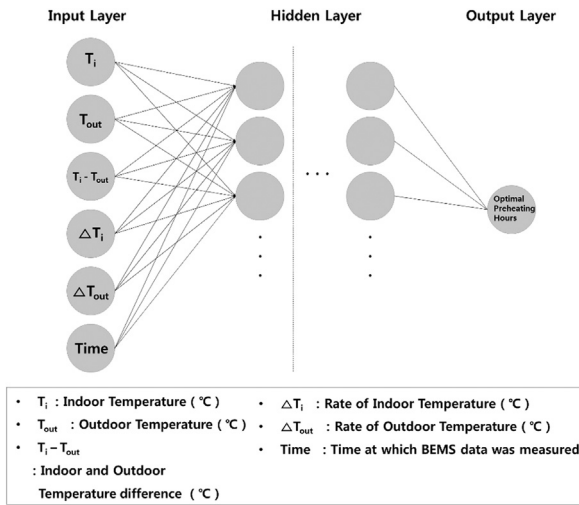 Input Layer
Hidden Layer
Output Layer
Ti
Tout
Ti - Tout
△Ti
△Tout
Time
Optimal
Preheating
Hours
• Ti : Indoor Temperature ( ℃ )
• Tout : Outdoor Temperature ( ℃ )
• Ti – Tout
: Indoor and Outdoor
Temperature difference ( ℃ )
• △Ti : Rate of Indoor Temperature ( ℃ )
• △Tout : Rate of Outdoor Temperature ( ℃ )
• Time : Time at which BEMS data was measured